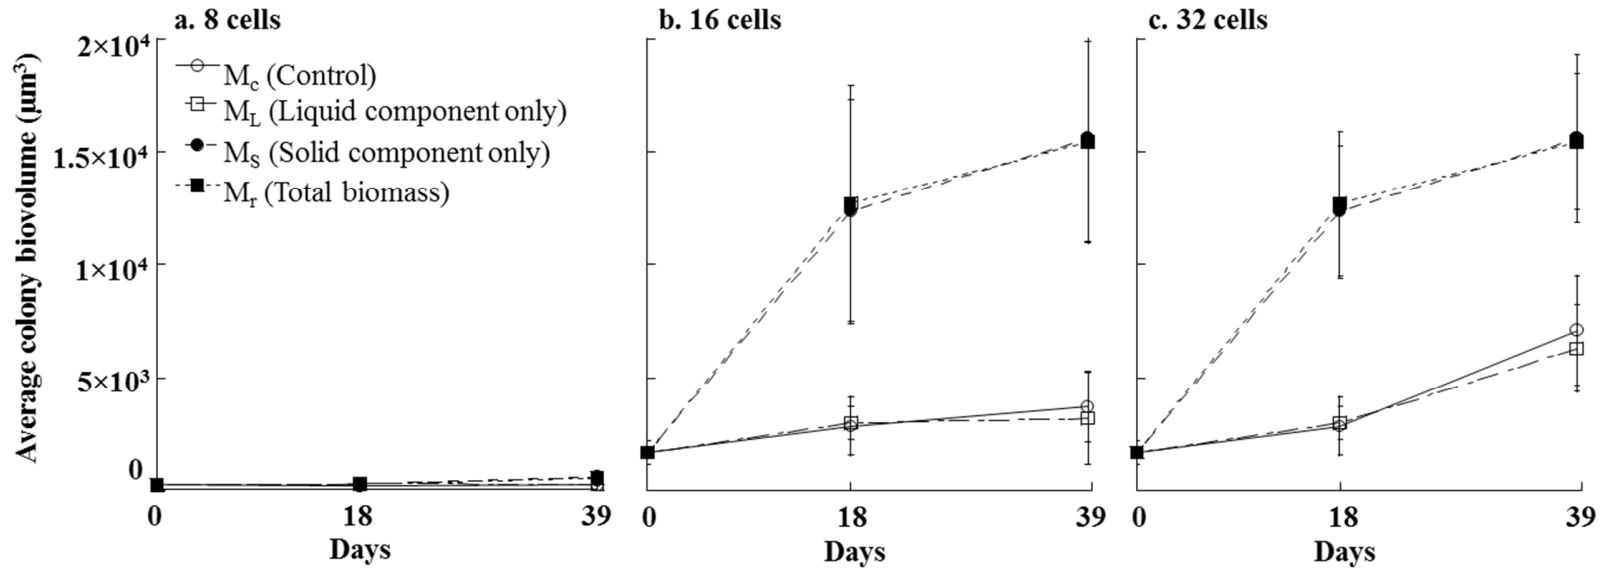 a. 8 cells
b. 16 cells
c. 32 cells
Average colony biovolume (µm³)
2×10⁴
1.5×10⁴
1×10⁴
5×10³
0
Mc (Control)
ML (Liquid component only)
MS (Solid component only)
Mr (Total biomass)
0 18 39
Days
0 18 39
Days
0 18 39
Days